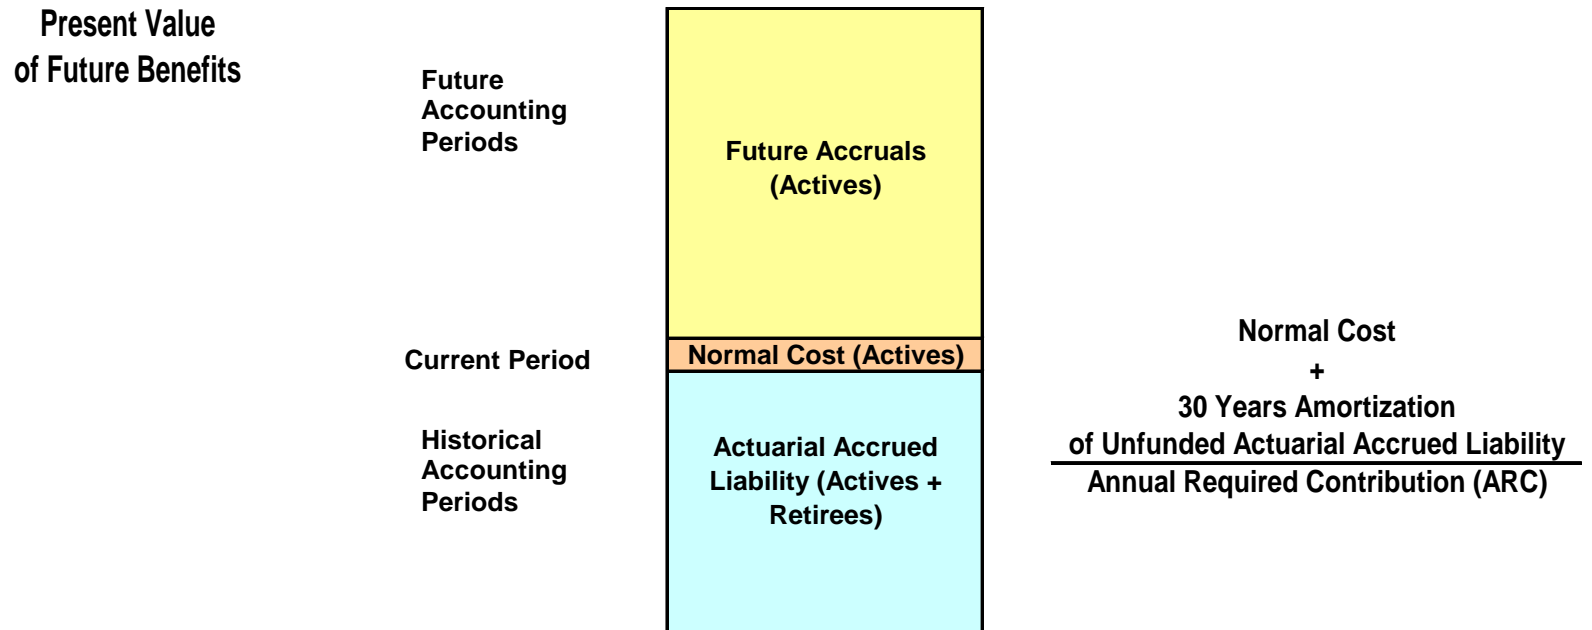 Present Value
of Future Benefits
Future
Accounting
Periods
Future Accruals
(Actives)
Current Period
Normal Cost (Actives)
Historical
Accounting
Periods
Actuarial Accrued
Liability (Actives +
Retirees)
Normal Cost
+
30 Years Amortization
of Unfunded Actuarial Accrued Liability
Annual Required Contribution (ARC)